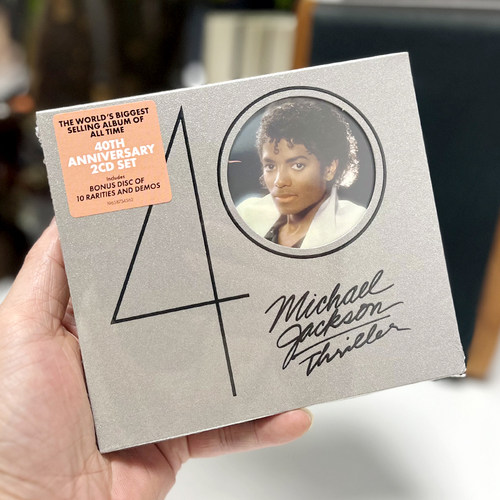 THE WORLD'S BIGGEST
SELLING ALBUM OF
ALL TIME
40TH
ANNIVERSARY
2CD SET
Includes
BONUS DISC OF
10 RARITIES AND DEMOS
40
Michael
Jackson
Thriller